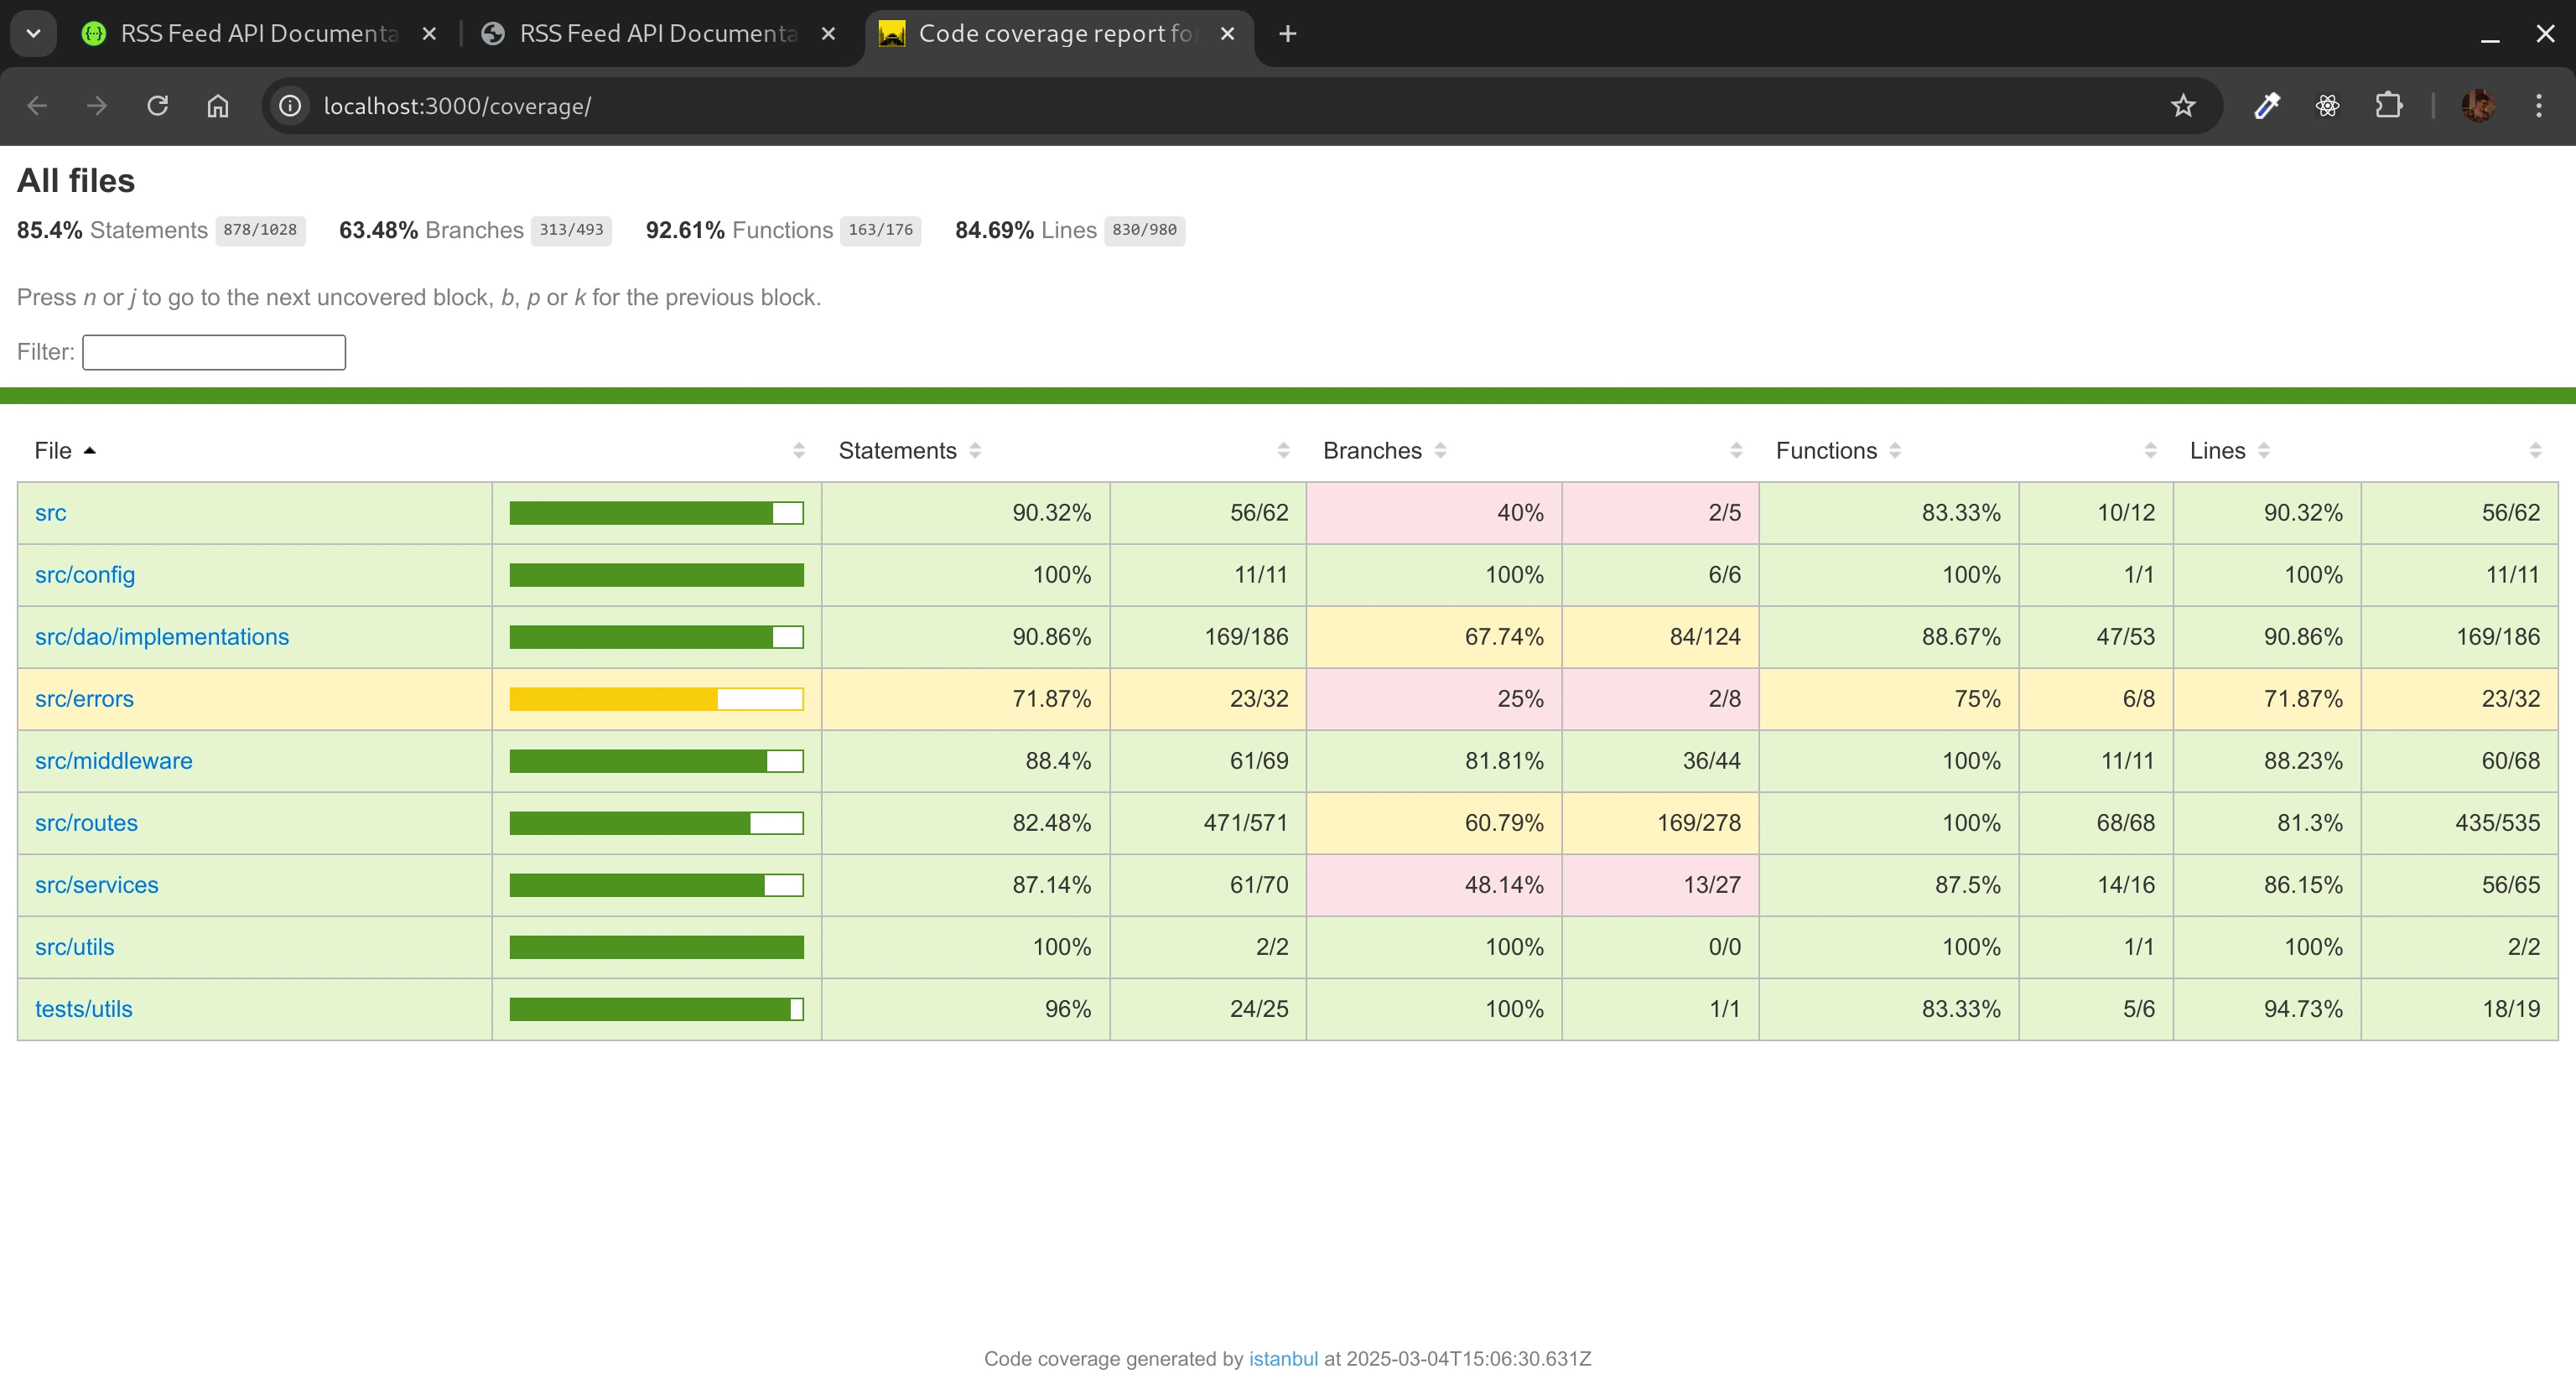 RSS Feed API Documenta
RSS Feed API Documenta
Code coverage report for
localhost:3000/coverage/
All files
85.4% Statements 878/1028 63.48% Branches 313/493 92.61% Functions 163/176 84.69% Lines 830/980
Press n or j to go to the next uncovered block, b, p or k for the previous block.
Filter:
File Statements Branches Functions Lines
src 90.32% 56/62 40% 2/5 83.33% 10/12 90.32% 56/62
src/config 100% 11/11 100% 6/6 100% 1/1 100% 11/11
src/dao/implementations 90.86% 169/186 67.74% 84/124 88.67% 47/53 90.86% 169/186
src/errors 71.87% 23/32 25% 2/8 75% 6/8 71.87% 23/32
src/middleware 88.4% 61/69 81.81% 36/44 100% 11/11 88.23% 60/68
src/routes 82.48% 471/571 60.79% 169/278 100% 68/68 81.3% 435/535
src/services 87.14% 61/70 48.14% 13/27 87.5% 14/16 86.15% 56/65
src/utils 100% 2/2 100% 0/0 100% 1/1 100% 2/2
tests/utils 96% 24/25 100% 1/1 83.33% 5/6 94.73% 18/19
Code coverage generated by istanbul at 2025-03-04T15:06:30.631Z